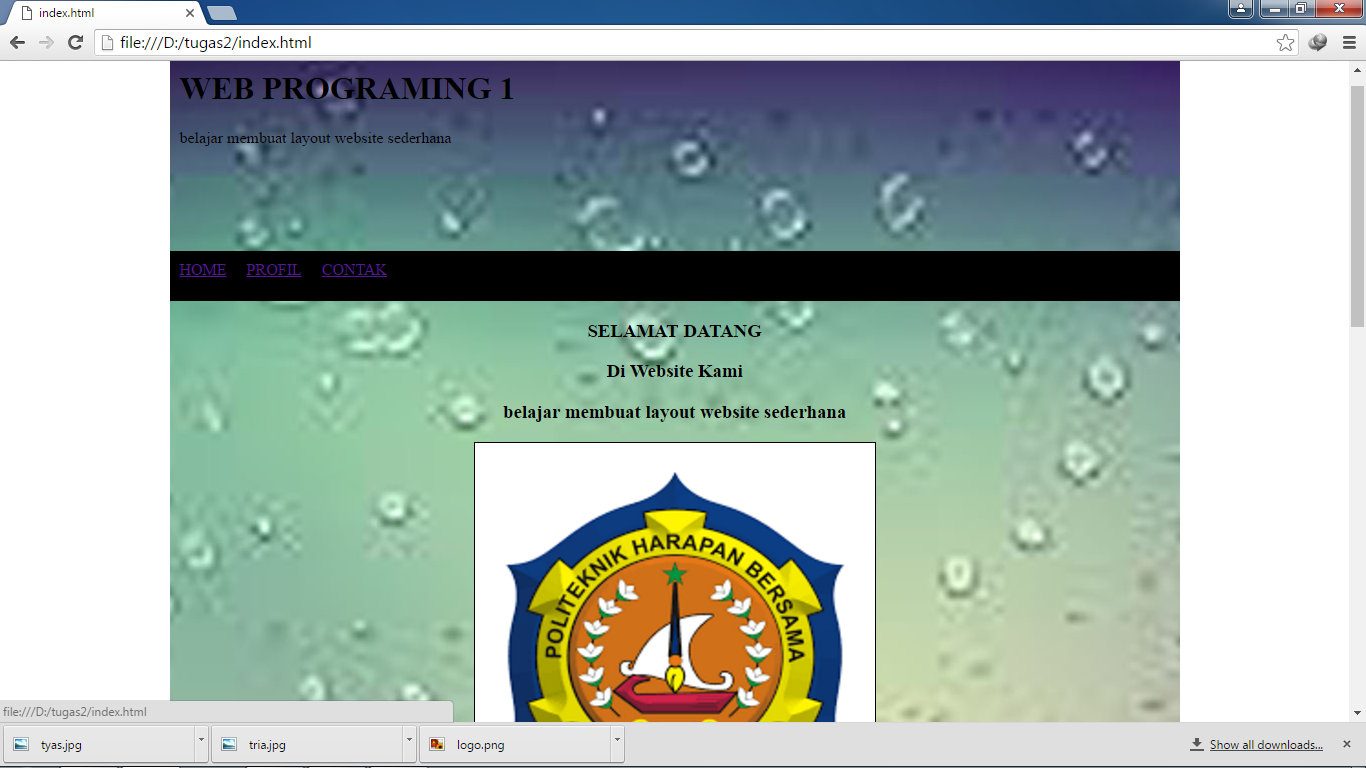 index.html
file:///D:/tugas2/index.html
WEB PROGRAMING 1
belajar membuat layout website sederhana
HOME PROFIL CONTAK
SELAMAT DATANG
Di Website Kami
belajar membuat layout website sederhana
POLITEKNIK HARAPAN BERSAMA
file:///D:/tugas2/index.html
tyas.jpg tria.jpg logo.png Show all downloads...